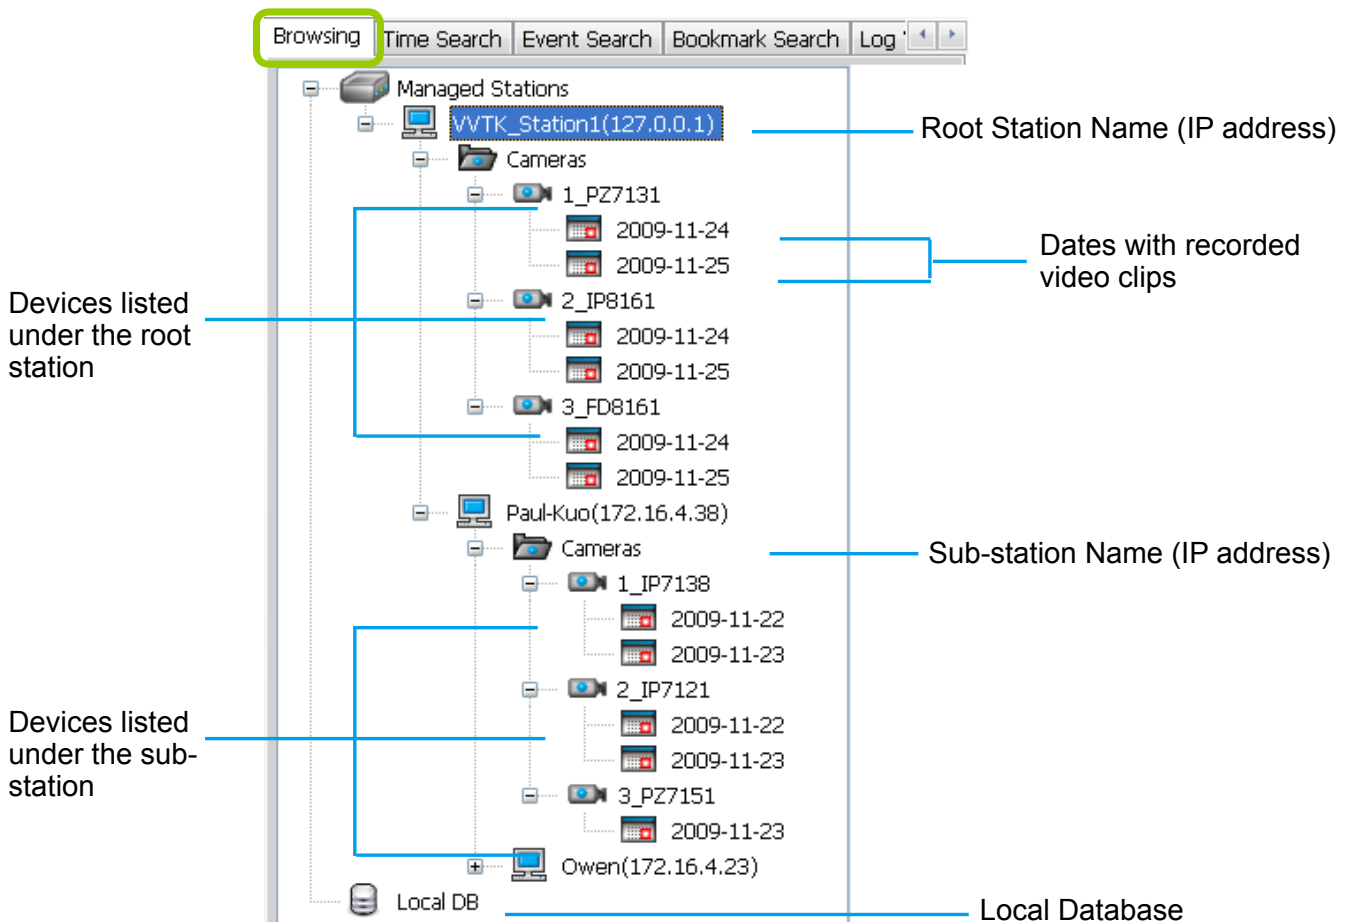 Browsing Time Search Event Search Bookmark Search Log
Managed Stations
VVTK_Station1(127.0.0.1)
Root Station Name (IP address)
Cameras
1_PZ7131
2009-11-24
2009-11-25
Dates with recorded
video clips
Devices listed
under the root
station
2_IP8161
2009-11-24
2009-11-25
3_FD8161
2009-11-24
2009-11-25
Paul-Kuo(172.16.4.38)
Cameras
Sub-station Name (IP address)
1_IP7138
2009-11-22
2009-11-23
2_IP7121
2009-11-22
2009-11-23
Devices listed
under the sub-
station
3_PZ7151
2009-11-23
Owen(172.16.4.23)
Local DB
Local Database